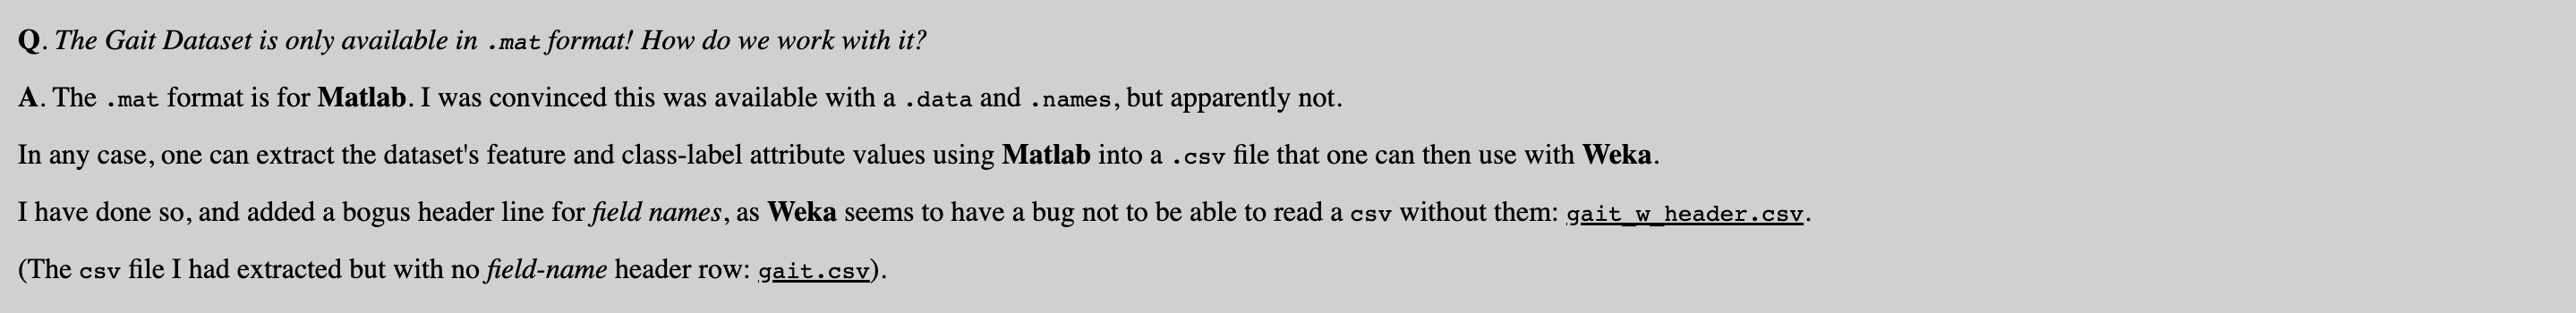 Q. The Gait Dataset is only available in .mat format! How do we work with it?
A. The .mat format is for Matlab. I was convinced this was available with a .data and .names, but apparently not.
In any case, one can extract the dataset's feature and class-label attribute values using Matlab into a .csv file that one can then use with Weka.
I have done so, and added a bogus header line for field names, as Weka seems to have a bug not to be able to read a csv without them: gait_w_header.csv.
(The csv file I had extracted but with no field-name header row: gait.csv).